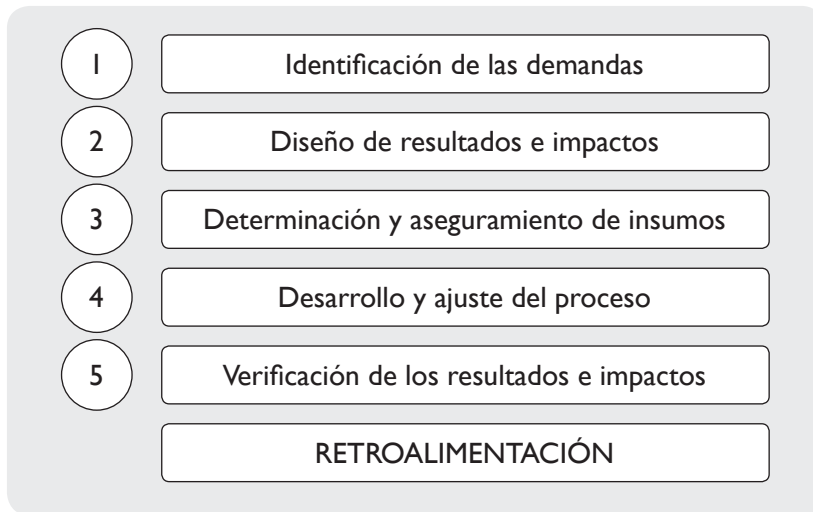 1 Identificación de las demandas
2 Diseño de resultados e impactos
3 Determinación y aseguramiento de insumos
4 Desarrollo y ajuste del proceso
5 Verificación de los resultados e impactos
RETROALIMENTACIÓN